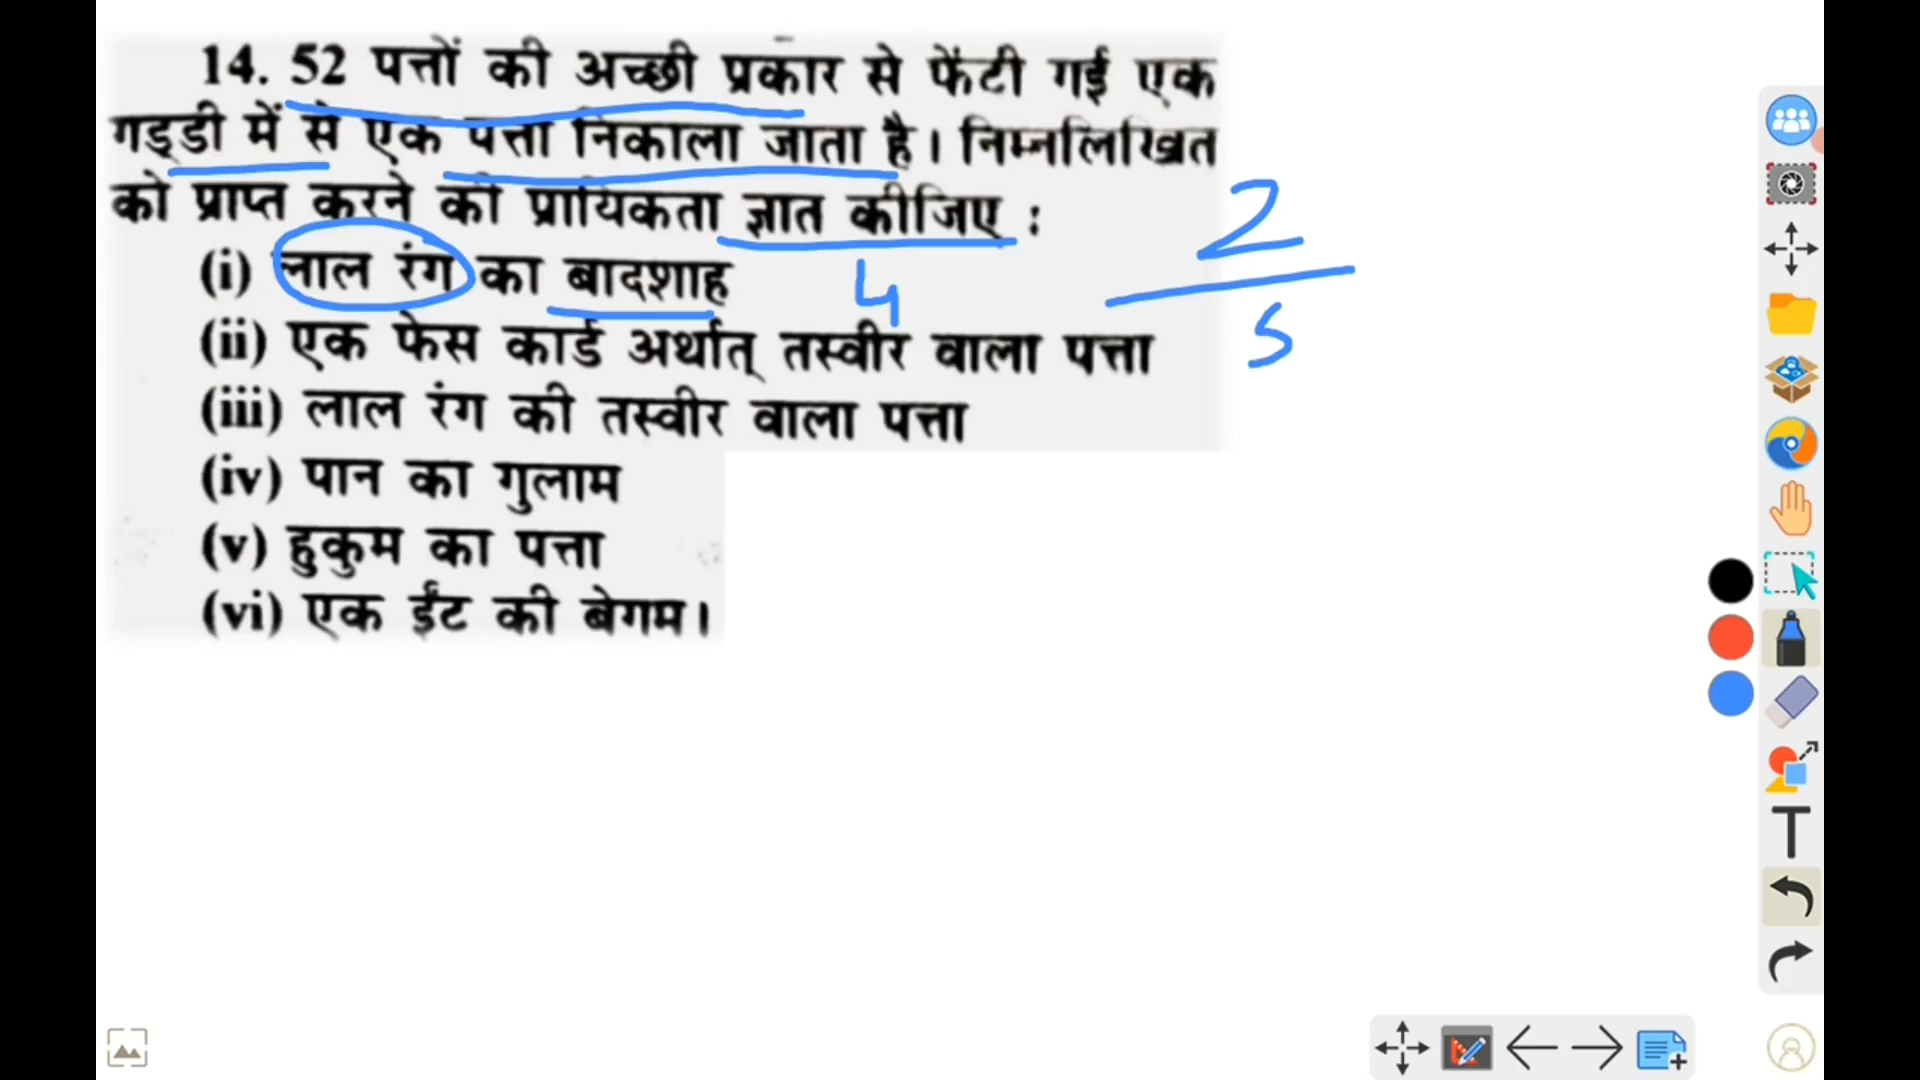 14. 52 पत्तों की अच्छी प्रकार से फेंटी गई एक
गड्डी में से एक पत्ता निकाला जाता है। निम्नलिखित
को प्राप्त करने की प्रायिकता ज्ञात कीजिए :
(i) लाल रंग का बादशाह
4
2
5
(ii) एक फेस कार्ड अर्थात् तस्वीर वाला पत्ता
(iii) लाल रंग की तस्वीर वाला पत्ता
(iv) पान का गुलाम
(v) हुकुम का पत्ता
(vi) एक ईंट की बेगम।
T